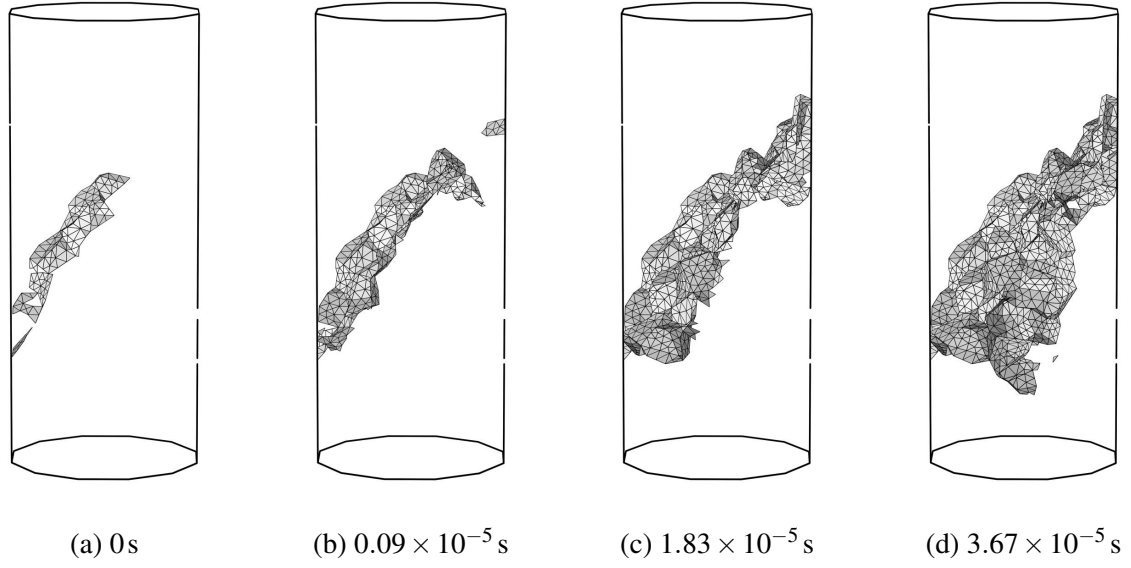 (a) 0 s (b) 0.09 × 10⁻⁵ s (c) 1.83 × 10⁻⁵ s (d) 3.67 × 10⁻⁵ s